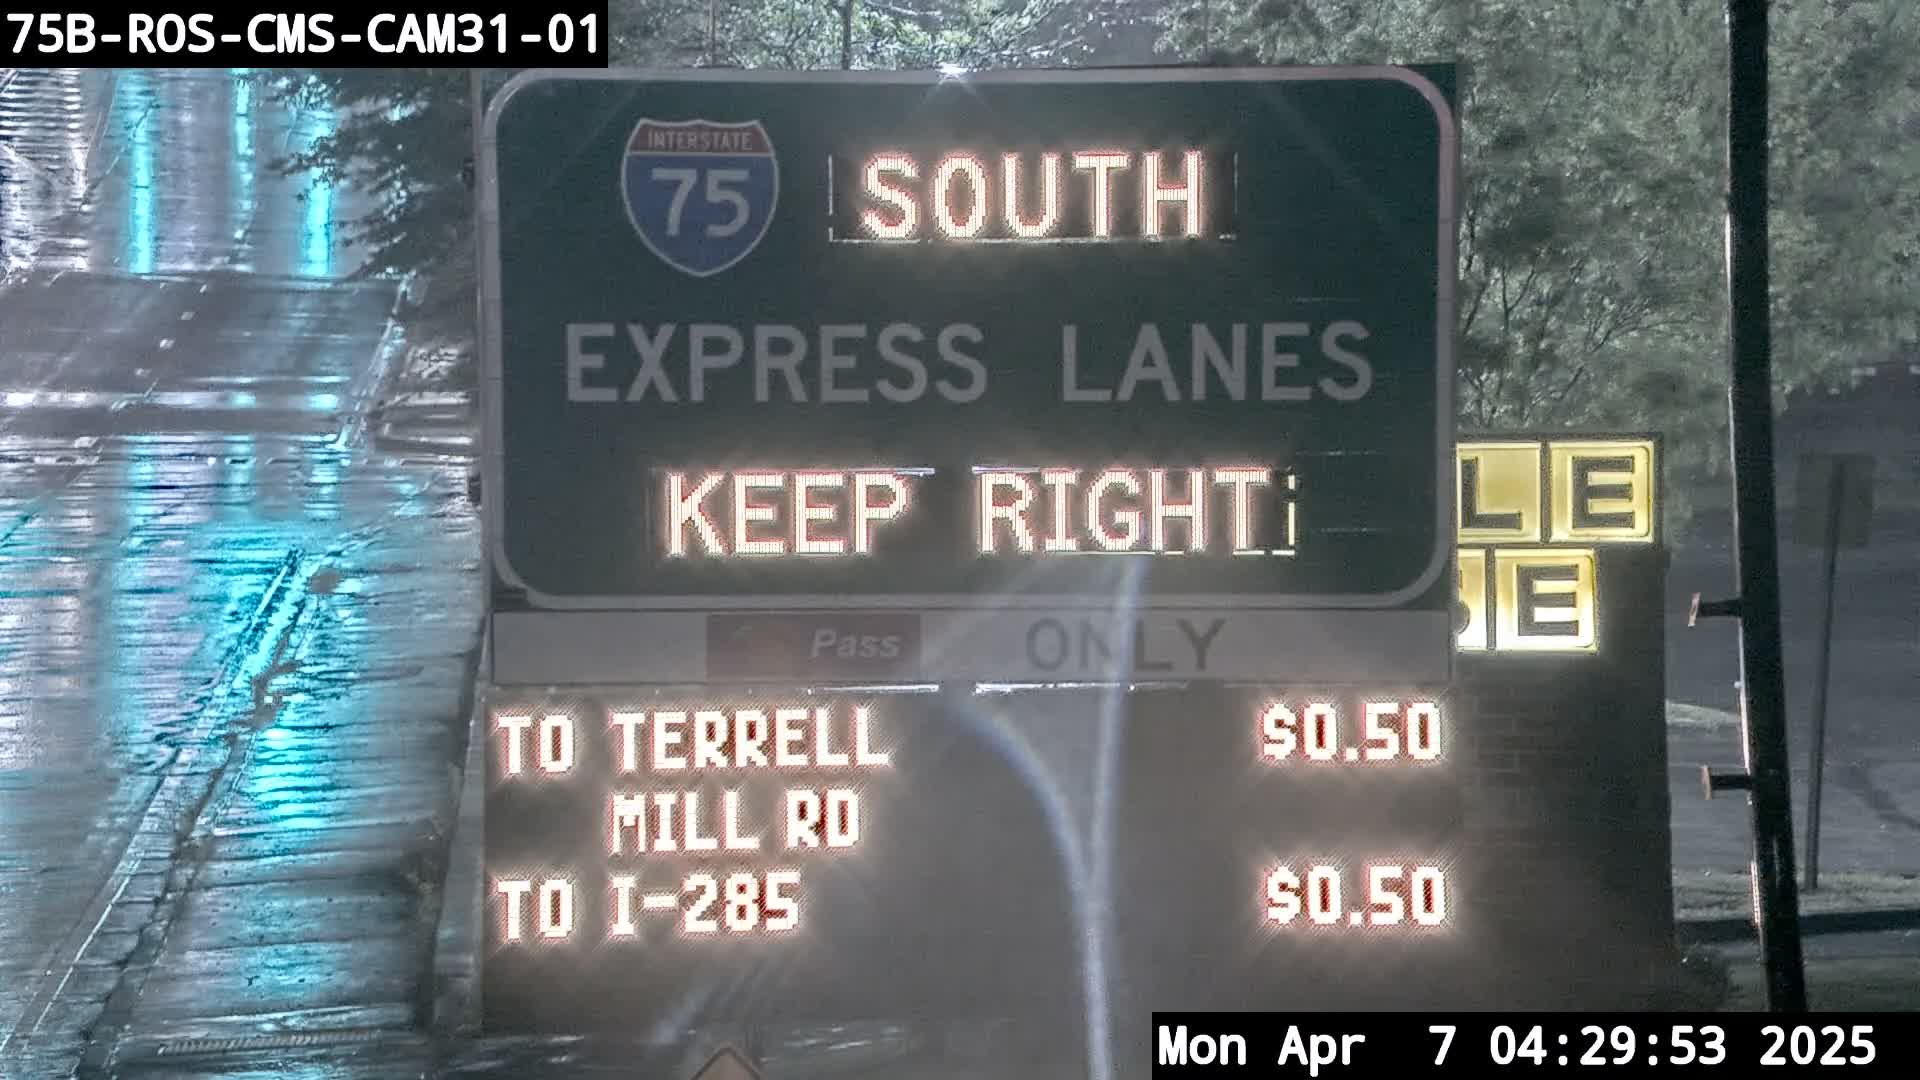 75B-ROS-CMS-CAM31-01
INTERSTATE
75
SOUTH
EXPRESS LANES
KEEP RIGHT
Pass ONLY
TO TERRELL $0.50
MILL RD
TO I-285 $0.50
Mon Apr 7 04:29:53 2025